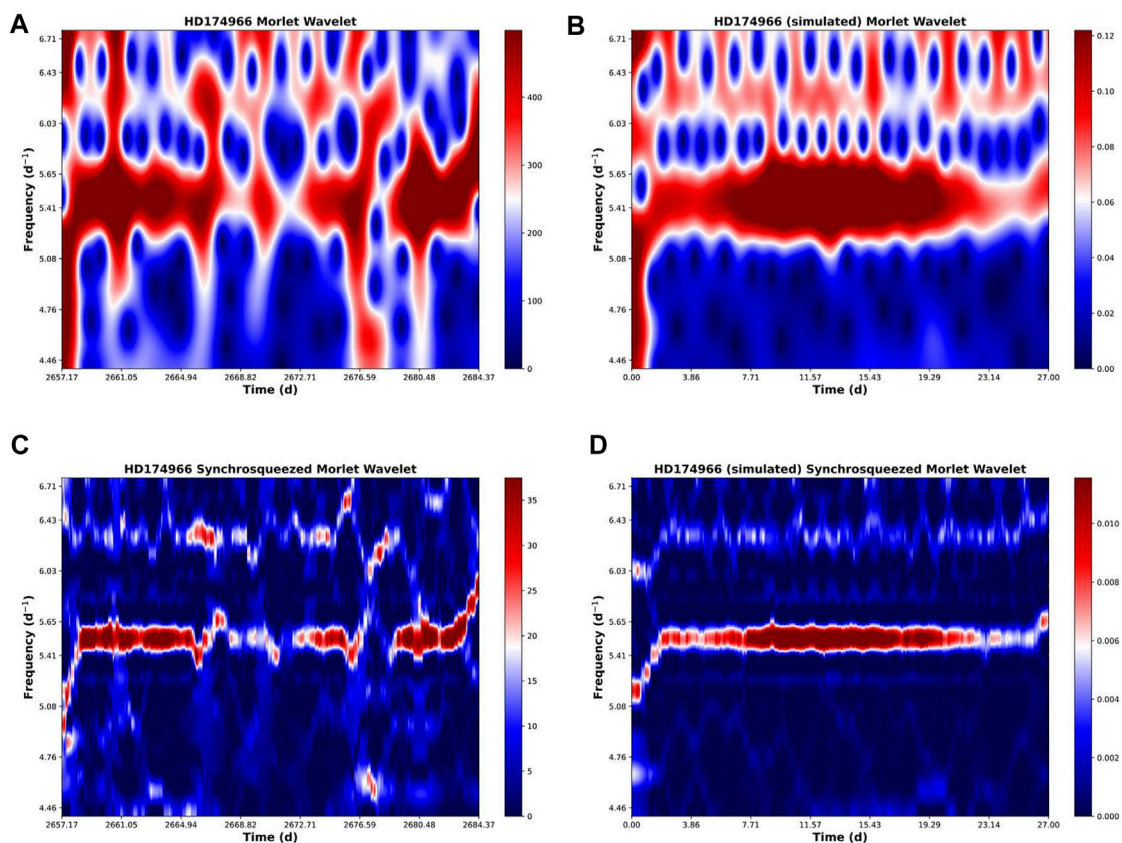 A
HD174966 Morlet Wavelet
Frequency (d⁻¹)
6.71
6.43
6.03
5.65
5.41
5.08
4.76
4.46
2657.17 2661.05 2664.94 2668.82 2672.71 2676.59 2680.48 2684.37
Time (d)
400
300
200
100
0
B
HD174966 (simulated) Morlet Wavelet
Frequency (d⁻¹)
6.71
6.43
6.03
5.65
5.41
5.08
4.76
4.46
0.00 3.86 7.71 11.57 15.43 19.29 23.14 27.00
Time (d)
0.12
0.10
0.08
0.06
0.04
0.02
0.00
C
HD174966 Synchrosqueezed Morlet Wavelet
Frequency (d⁻¹)
6.71
6.43
6.03
5.65
5.41
5.08
4.76
4.46
2657.17 2661.05 2664.94 2668.82 2672.71 2676.59 2680.48 2684.37
Time (d)
35
30
25
20
15
10
5
0
D
HD174966 (simulated) Synchrosqueezed Morlet Wavelet
Frequency (d⁻¹)
6.71
6.43
6.03
5.65
5.41
5.08
4.76
4.46
0.00 3.86 7.71 11.57 15.43 19.29 23.14 27.00
Time (d)
0.010
0.008
0.006
0.004
0.002
0.000